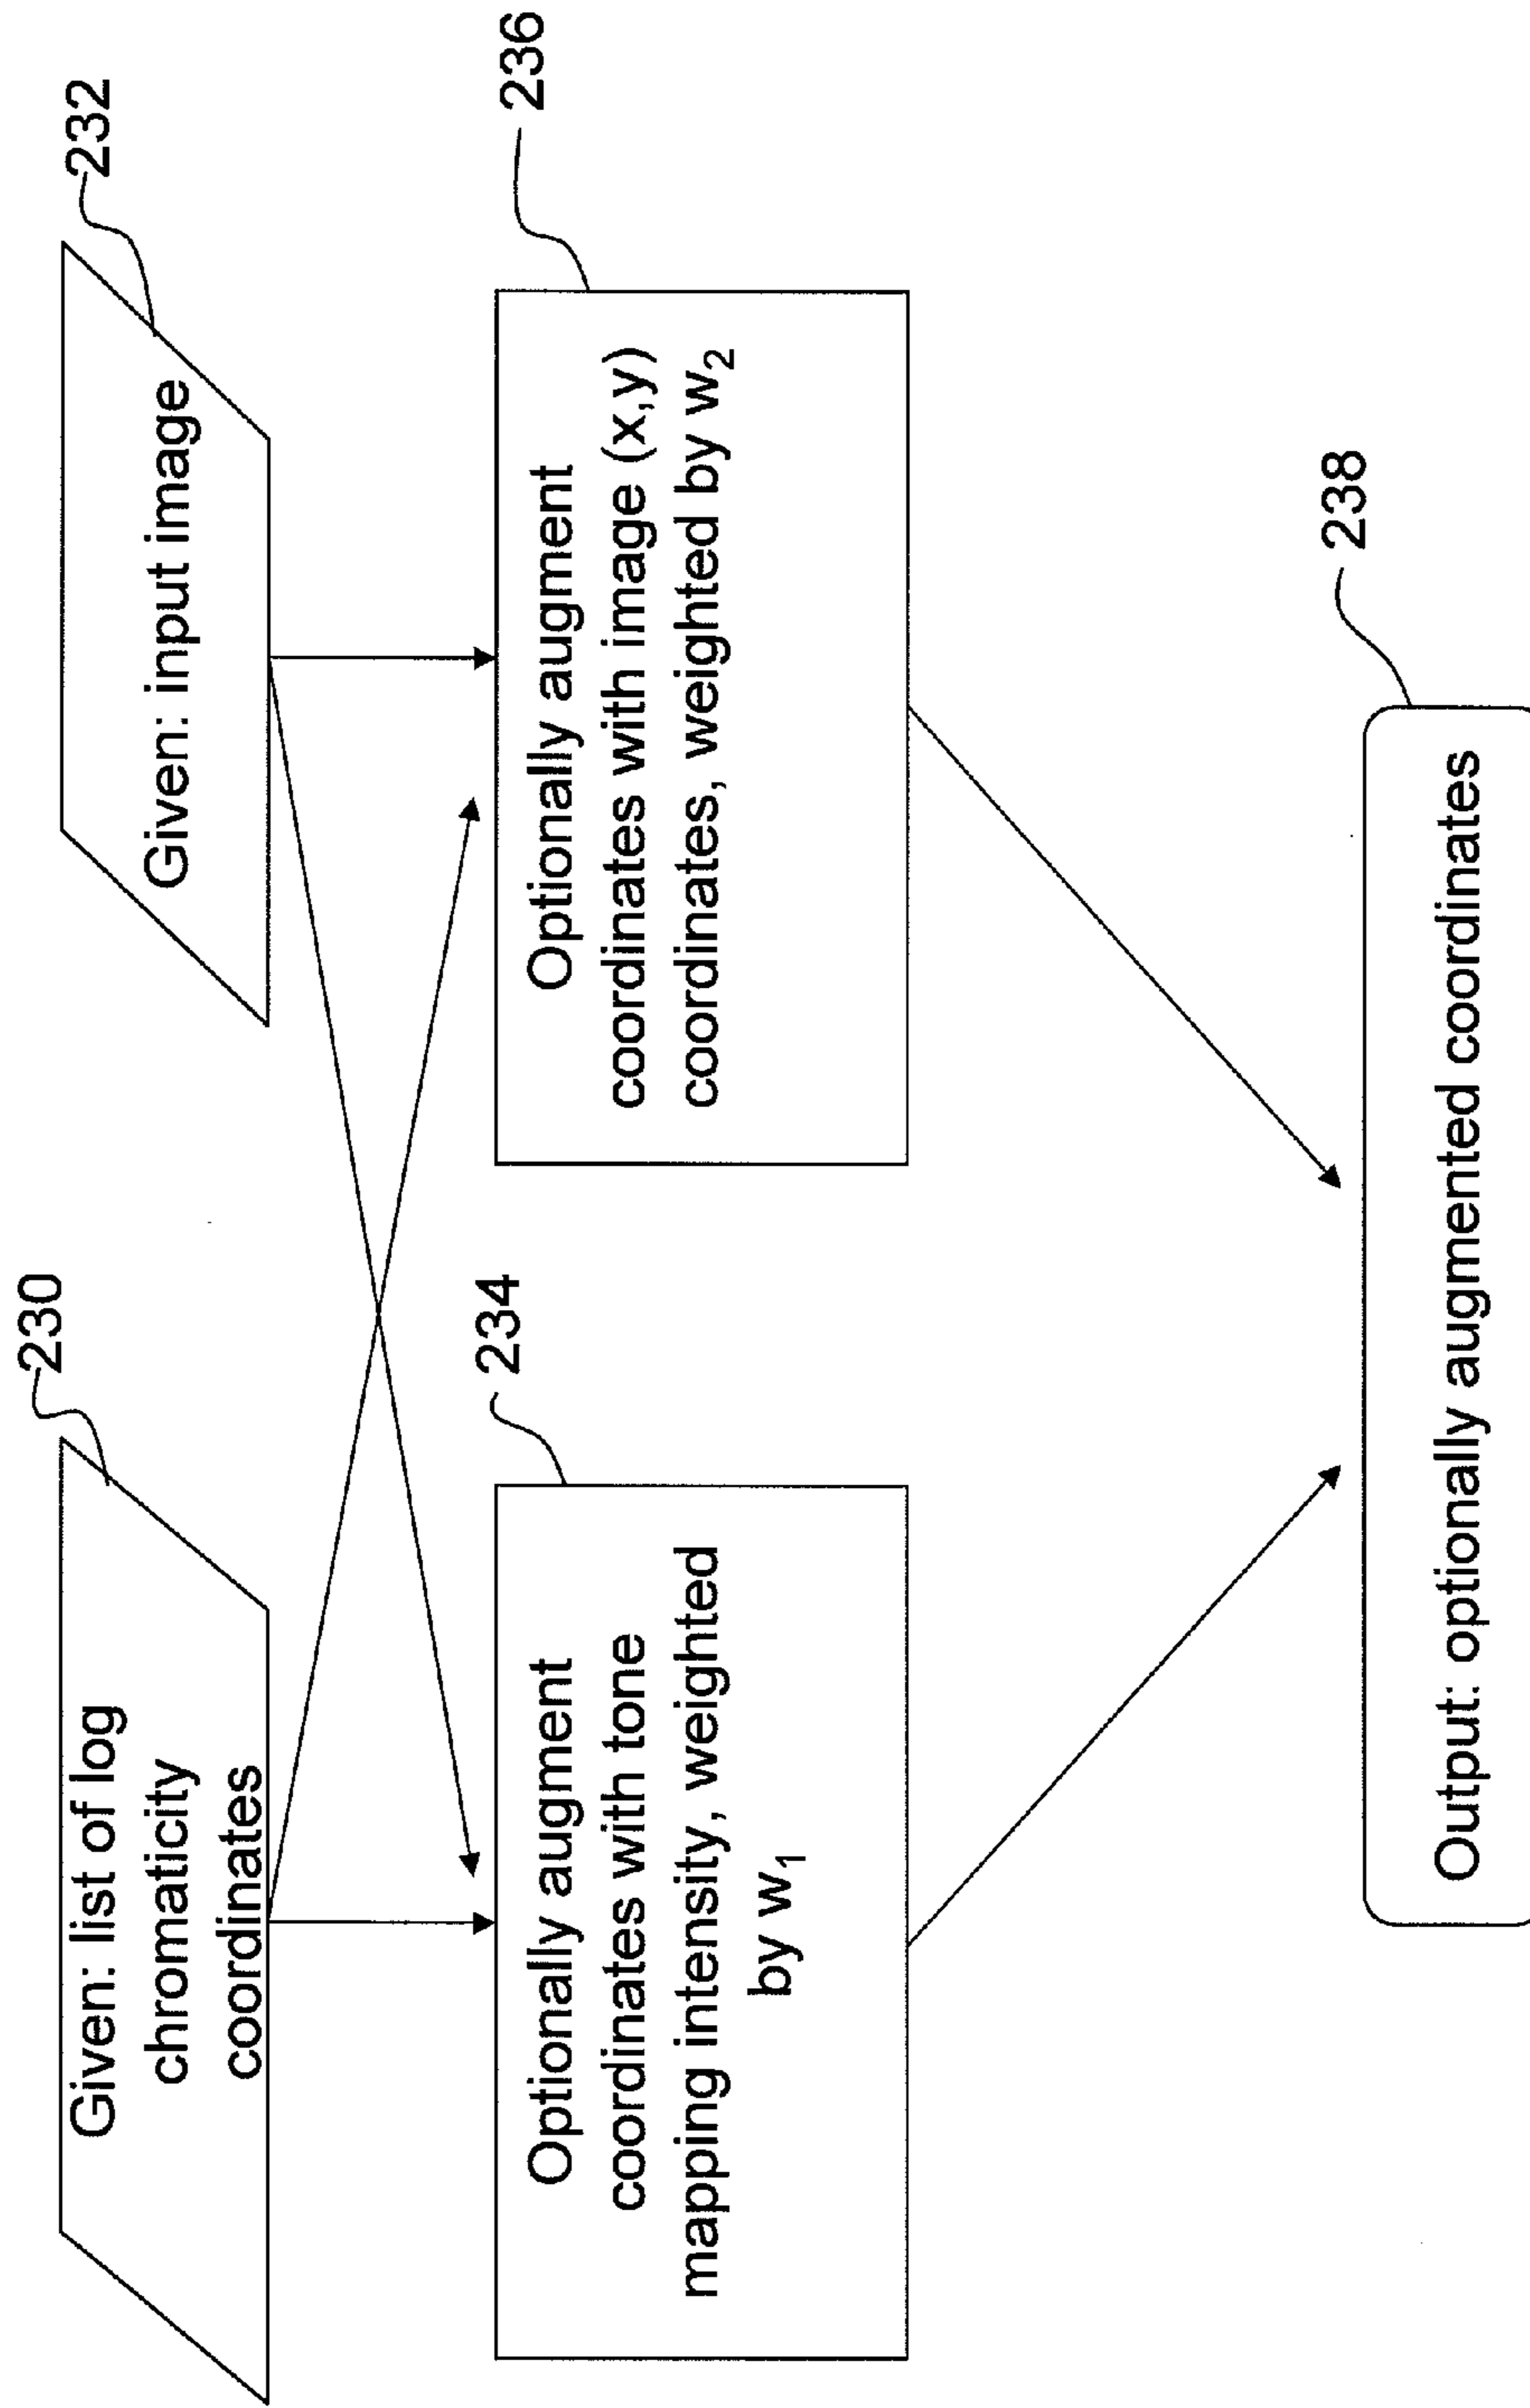 230
Given: list of log
chromaticity
coordinates
232
Given: input image
234
Optionally augment
coordinates with tone
mapping intensity, weighted
by w₁
236
Optionally augment
coordinates with image (x,y)
coordinates, weighted by w₂
238
Output: optionally augmented coordinates